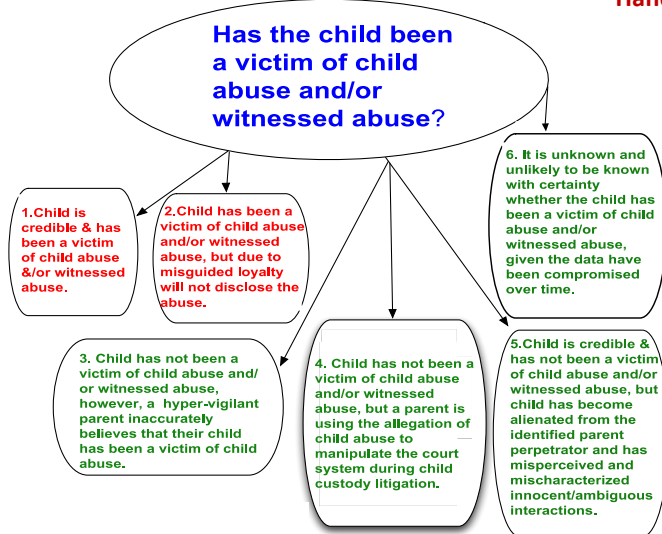 Has the child been
a victim of child
abuse and/or
witnessed abuse?
1.Child is
credible & has
been a victim
of child abuse
&/or witnessed
abuse.
2.Child has been a
victim of child abuse
and/or witnessed
abuse, but due to
misguided loyalty
will not disclose the
abuse.
3. Child has not been a
victim of child abuse and/
or witnessed abuse,
however, a hyper-vigilant
parent inaccurately
believes that their child
has been a victim of child
abuse.
4. Child has not been a
victim of child abuse
and/or witnessed
abuse, but a parent is
using the allegation of
child abuse to
manipulate the court
system during child
custody litigation.
5.Child is credible &
has not been a victim
of child abuse and/or
witnessed abuse, but
child has become
alienated from the
identified parent
perpetrator and has
misperceived and
mischaracterized
innocent/ambiguous
interactions.
6. It is unknown and
unlikely to be known
with certainty
whether the child has
been a victim of child
abuse and/or
witnessed abuse,
given the data have
been compromised
over time.